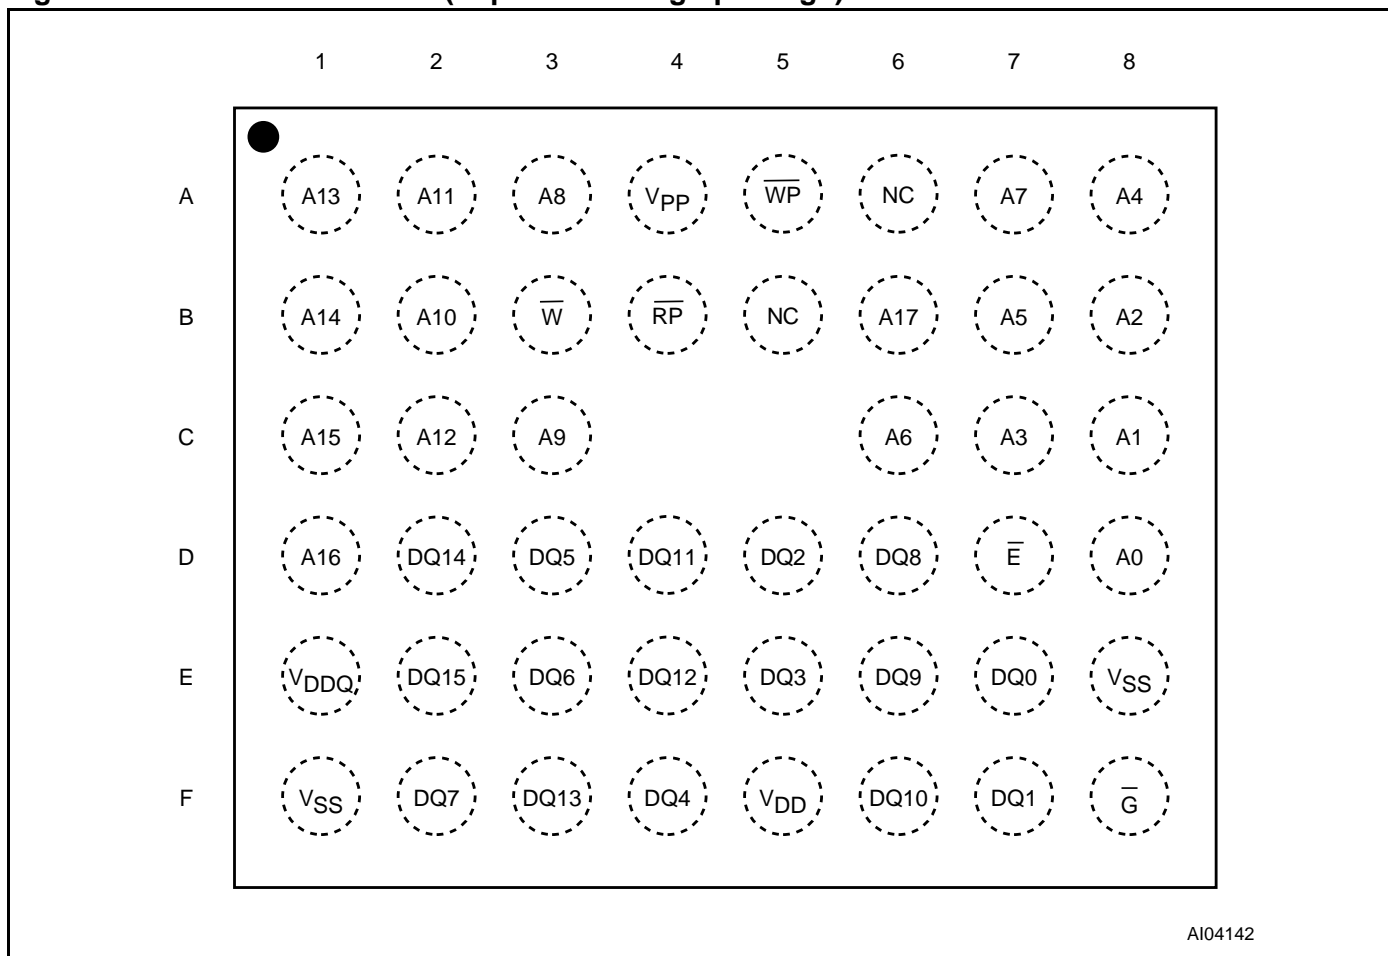 1 2 3 4 5 6 7 8
A A13 A11 A8 VPP W̅P̅ NC A7 A4
B A14 A10 W̅ R̅P̅ NC A17 A5 A2
C A15 A12 A9 A6 A3 A1
D A16 DQ14 DQ5 DQ11 DQ2 DQ8 E̅ A0
E VDDQ DQ15 DQ6 DQ12 DQ3 DQ9 DQ0 VSS
F VSS DQ7 DQ13 DQ4 VDD DQ10 DQ1 G̅
AI04142